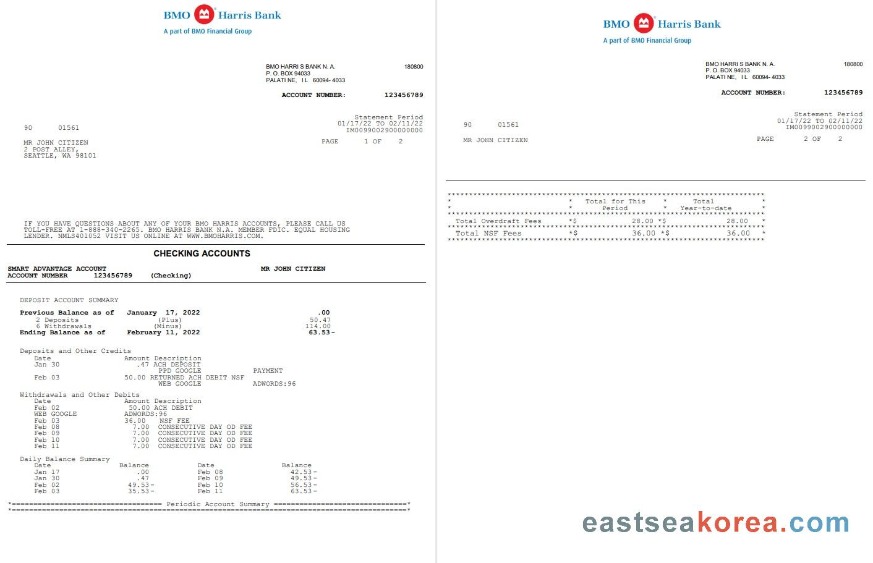 BMO Harris Bank
A part of BMO Financial Group
BMO HARRIS BANK N.A. 180800
P.O. BOX 94033
PALATINE, IL 60094-4033
ACCOUNT NUMBER: 123456789
Statement Period
01/17/22 TO 02/11/22
IM0099002900000000
90 01561
PAGE 1 OF 2
MR JOHN CITIZEN
2 POST ALLEY,
SEATTLE, WA 98101
IF YOU HAVE QUESTIONS ABOUT ANY OF YOUR BMO HARRIS ACCOUNTS, PLEASE CALL US
TOLL-FREE AT 1-888-340-2265. BMO HARRIS BANK N.A. MEMBER FDIC. EQUAL HOUSING
LENDER. NMLS401052 VISIT US ONLINE AT WWW.BMOHARRIS.COM.
CHECKING ACCOUNTS
SMART ADVANTAGE ACCOUNT MR JOHN CITIZEN
ACCOUNT NUMBER 123456789 (Checking)
DEPOSIT ACCOUNT SUMMARY
Previous Balance as of January 17, 2022 .00
2 Deposits (Plus) 50.47
6 Withdrawals (Minus) 114.00
Ending Balance as of February 11, 2022 63.53-
Deposits and Other Credits
Date Amount Description
Jan 30 .47 ACH DEPOSIT
PPD GOOGLE PAYMENT
Feb 03 50.00 RETURNED ACH DEBIT NSF
WEB GOOGLE ADWORDS:96
Withdrawals and Other Debits
Date Amount Description
Feb 02 50.00 ACH DEBIT
WEB GOOGLE ADWORDS:96
Feb 03 36.00 NSF FEE
Feb 08 7.00 CONSECUTIVE DAY OD FEE
Feb 09 7.00 CONSECUTIVE DAY OD FEE
Feb 10 7.00 CONSECUTIVE DAY OD FEE
Feb 11 7.00 CONSECUTIVE DAY OD FEE
Daily Balance Summary
Date Balance Date Balance
Jan 17 .00 Feb 08 42.53-
Jan 30 .47 Feb 09 49.53-
Feb 02 49.53- Feb 10 56.53-
Feb 03 35.53- Feb 11 63.53-
Periodic Account Summary
BMO Harris Bank
A part of BMO Financial Group
BMO HARRIS BANK N.A. 180800
P.O. BOX 94033
PALATINE, IL 60094-4033
ACCOUNT NUMBER: 123456789
Statement Period
01/17/22 TO 02/11/22
IM0099002900000000
90 01561
MR JOHN CITIZEN PAGE 2 OF 2
* * Total for This * Total *
* * Period * Year-to-date *
Total Overdraft Fees *$ 28.00 *$ 28.00 *
Total NSF Fees *$ 36.00 *$ 36.00 *
eastseakorea.com